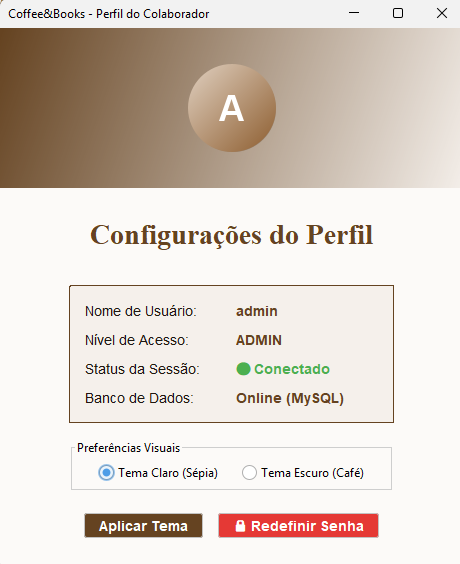 Coffee&Books - Perfil do Colaborador
A
Configurações do Perfil
Nome de Usuário: admin
Nível de Acesso: ADMIN
Status da Sessão: Conectado
Banco de Dados: Online (MySQL)
Preferências Visuais
Tema Claro (Sépia) Tema Escuro (Café)
Aplicar Tema Redefinir Senha